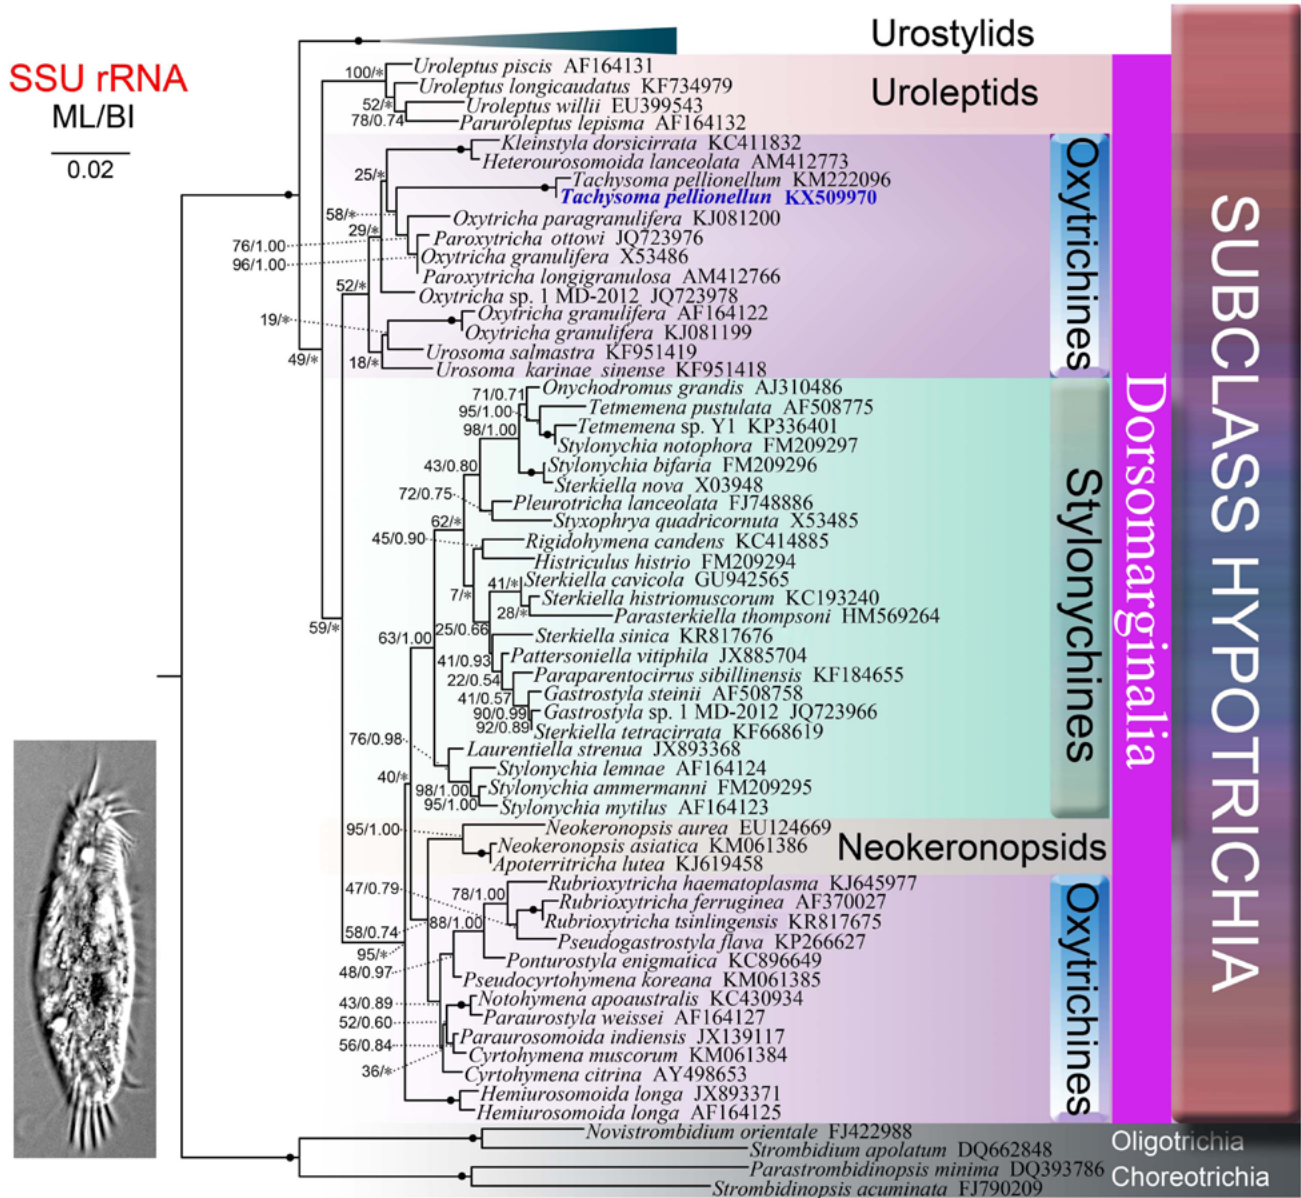 Urostylids
SSU rRNA
ML/BI
0.02
Uroleptus piscis AF164131
Uroleptus longicaudatus KF734979
Uroleptus willii EU399543
Paruroleptus lepisma AF164132
Uroleptids
100/*
52/*
78/0.74
Kleinstyla dorsicirrata KC411832
Heterourosomoida lanceolata AM412773
Tachysoma pellionellum KM222096
Tachysoma pellionellun KX509970
Oxytricha paragranulifera KJ081200
Paroxytricha ottowi JQ723976
Oxytricha granulifera X53486
Paroxytricha longigranulosa AM412766
Oxytricha sp. 1 MD-2012 JQ723978
Oxytricha granulifera AF164122
Oxytricha granulifera KJ081199
Urosoma salmastra KF951419
Urosoma karinae sinense KF951418
Oxytrichines
25/*
58/*
29/*
76/1.00
96/1.00
52/*
19/*
49/*
18/*
Onychodromus grandis AJ310486
Tetmemena pustulata AF508775
Tetmemena sp. Y1 KP336401
Stylonychia notophora FM209297
Stylonychia bifaria FM209296
Sterkiella nova X03948
Pleurotricha lanceolata FJ748886
Styxophrya quadricornuta X53485
Rigidohymena candens KC414885
Histriculus histrio FM209294
Sterkiella cavicola GU942565
Sterkiella histriomuscorum KC193240
Parasterkiella thompsoni HM569264
Sterkiella sinica KR817676
Pattersoniella vitiphila JX885704
Paraparentocirrus sibillinensis KF184655
Gastrostyla steinii AF508758
Gastrostyla sp. 1 MD-2012 JQ723966
Sterkiella tetracirrata KF668619
Laurentiella strenua JX893368
Stylonychia lemnae AF164124
Stylonychia ammermanni FM209295
Stylonychia mytilus AF164123
Stylonychines
71/0.71
95/1.00
98/1.00
43/0.80
72/0.75
62/*
45/0.90
41/*
7/*
28/*
59/*
63/1.00
25/0.66
41/0.93
22/0.54
41/0.57
90/0.99
92/0.89
76/0.98
40/*
98/1.00
95/1.00
Neokeronopsis aurea EU124669
Neokeronopsis asiatica KM061386
Apoterritricha lutea KJ619458
Neokeronopsids
95/1.00
Rubrioxytricha haematoplasma KJ645977
Rubrioxytricha ferruginea AF370027
Rubrioxytricha tsinlingensis KR817675
Pseudogastrostyla flava KP266627
Ponturostyla enigmatica KC896649
Pseudocyrtohymena koreana KM061385
Notohymena apoaustralis KC430934
Paraurostyla weissei AF164127
Paraurosomoida indiensis JX139117
Cyrtohymena muscorum KM061384
Cyrtohymena citrina AY498653
Hemiurosomoida longa JX893371
Hemiurosomoida longa AF164125
Oxytrichines
47/0.79
78/1.00
88/1.00
58/0.74
95/*
48/0.97
43/0.89
52/0.60
56/0.84
36/*
Novistrombidium orientale FJ422988
Strombidium apolatum DQ662848
Parastrombidinopsis minima DQ393786
Strombidinopsis acuminata FJ790209
Oligotrichia
Choreotrichia
Dorsomarginalia
SUBCLASS HYPOTRICHIA